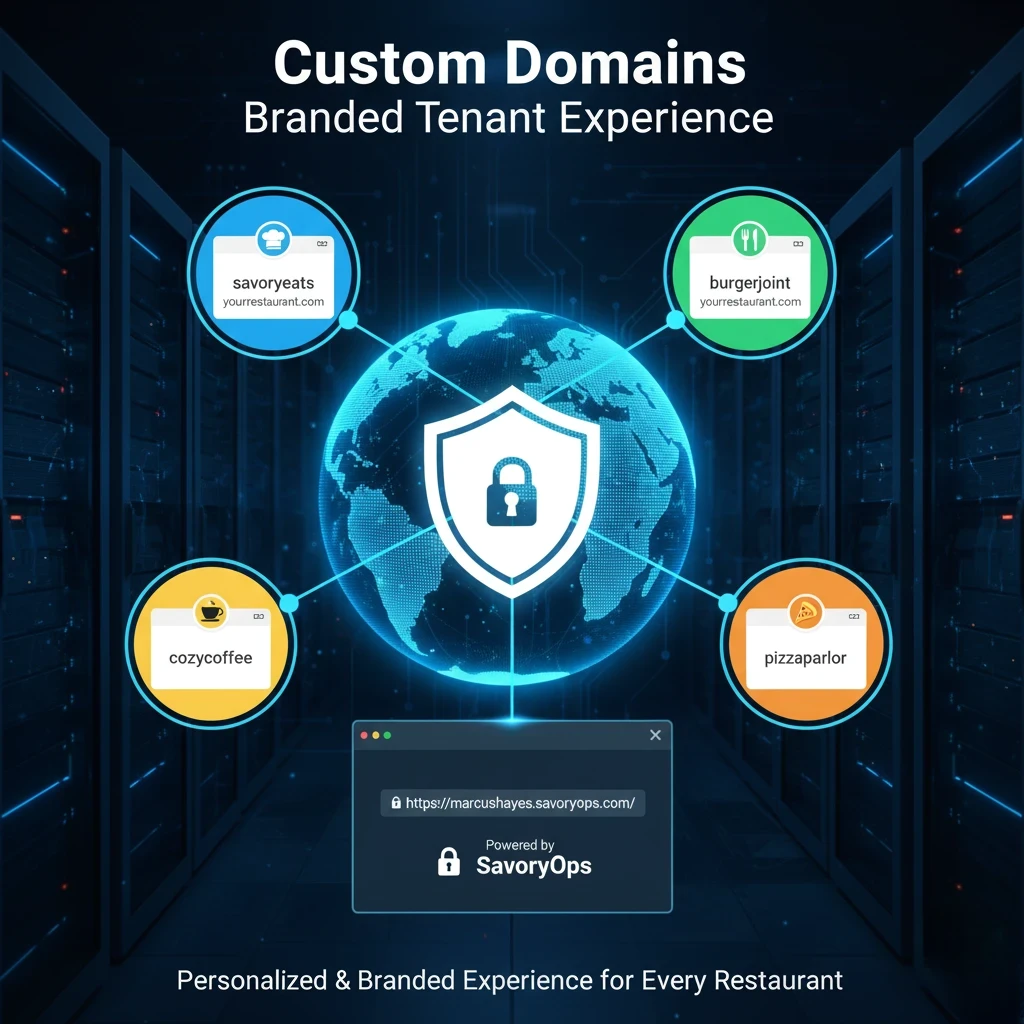 Custom Domains
Branded Tenant Experience
savoryeats
yourrestaurant.com
burgerjoint
yourrestaurant.com
cozycoffee
pizzaparlor
https://marcushayes.savoryops.com/
Powered by
SavoryOps
Personalized & Branded Experience for Every Restaurant